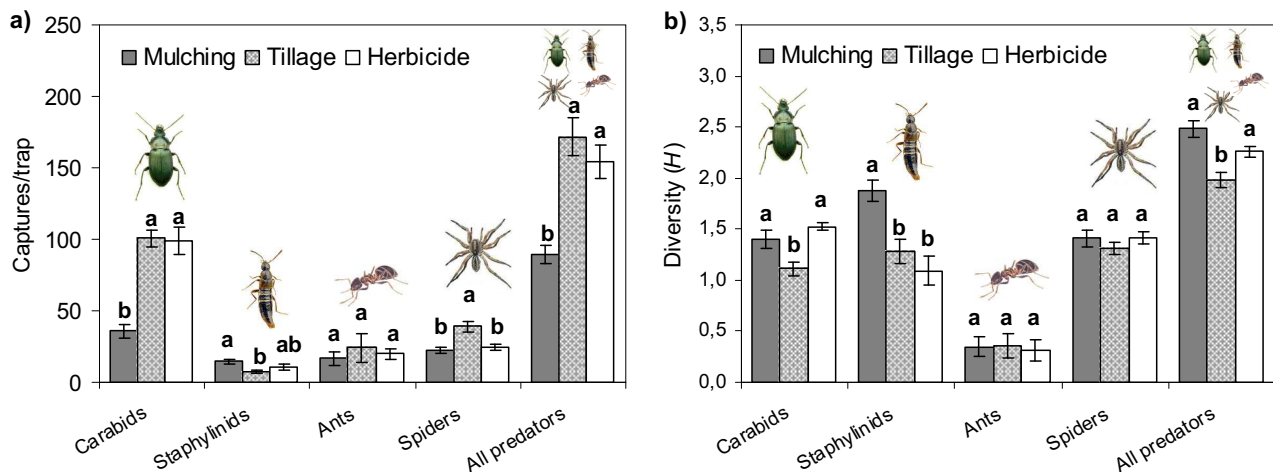 a)
Captures/trap
250
200
150
100
50
0
Mulching Tillage Herbicide
b a a
a b ab
a a a
b a b
b a a
Carabids
Staphylinids
Ants
Spiders
All predators
b)
Diversity (H)
3,5
3,0
2,5
2,0
1,5
1,0
0,5
0,0
Mulching Tillage Herbicide
a b a
a b b
a a a
a a a
a b a
Carabids
Staphylinids
Ants
Spiders
All predators